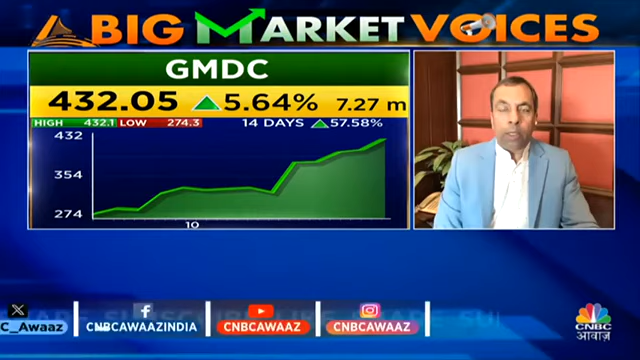 BIG MARKET VOICES
GMDC
432.05 5.64% 7.27 m
HIGH 432.1 LOW 274.3 14 DAYS 57.58%
432
354
274
10
C_Awaaz CNBCAWAAZINDIA CNBCAWAAZ CNBCAWAAZ
CNBC
आवाज़